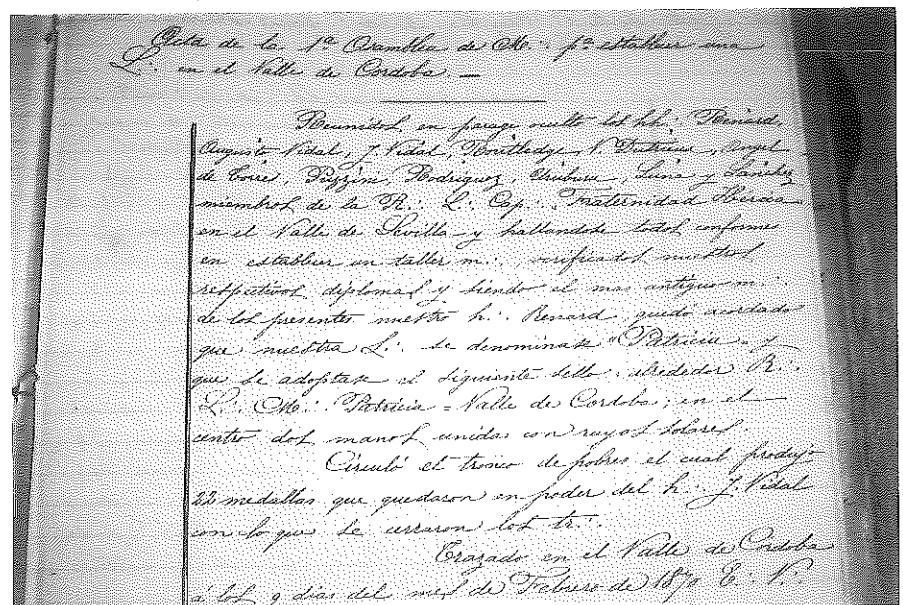 Acta de la 1ª Asamblea de M∴ pª establecer una
L∴ en el Valle de Cordoba —
Reunidos en parage oculto los hh∴ Renard,
Augusto Vidal, J. Vidal, Boutledge, V. , Angel
de Torres, Puzzini, Rodriguez, Uruburu, Luna y Sanchez
miembros de la R∴ L∴ Cap∴ Fraternidad Iberica
en el Valle de Sevilla y hallandose todos conformes
en establecer un taller m∴, verificados nuestros
respectivos diplomas y siendo el mas antiguo m∴
de los presentes nuestro h∴ Renard, quedó acordado
que nuestra L∴ se denominase "Patricia" y
que se adoptase el siguiente sello: alrededor R∴
L∴ M∴ Patricia = Valle de Cordoba; en el
centro dos manos unidas con rayos solares.
Circuló el tronco de pobres el cual produjo
22 medallas que quedaron en poder del h∴ J. Vidal
con lo que se cerraron los tr∴
Trazado en el Valle de Cordoba
a los 9 dias del mes de Febrero de 1870 E∴ V∴